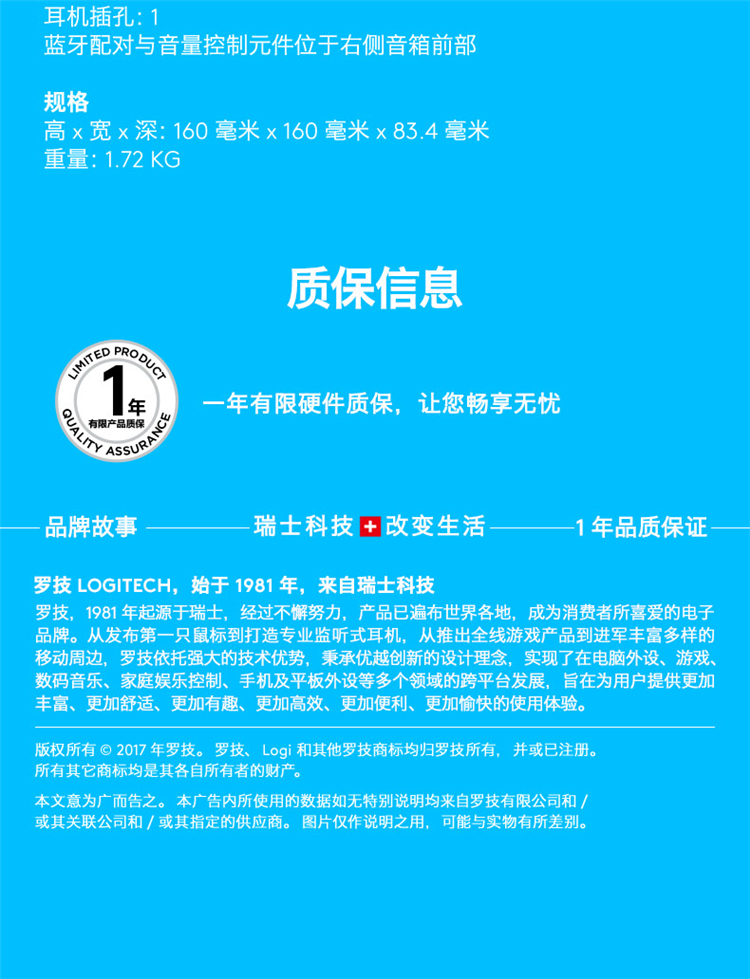 耳机插孔: 1
蓝牙配对与音量控制元件位于右侧音箱前部
规格
高 x 宽 x 深: 160 毫米 x 160 毫米 x 83.4 毫米
重量: 1.72 KG
质保信息
LIMITED PRODUCT
1年
有限产品质保
QUALITY ASSURANCE
一年有限硬件质保，让您畅享无忧
品牌故事
瑞士科技 改变生活
1 年品质保证
罗技 LOGITECH，始于 1981 年，来自瑞士科技
罗技，1981 年起源于瑞士，经过不懈努力，产品已遍布世界各地，成为消费者所喜爱的电子
品牌。从发布第一只鼠标到打造专业监听式耳机，从推出全线游戏产品到进军丰富多样的
移动周边，罗技依托强大的技术优势，秉承优越创新的设计理念，实现了在电脑外设、游戏、
数码音乐、家庭娱乐控制、手机及平板外设等多个领域的跨平台发展，旨在为用户提供更加
丰富、更加舒适、更加有趣、更加高效、更加便利、更加愉快的使用体验。
版权所有 © 2017 年罗技。 罗技、 Logi 和其他罗技商标均归罗技所有， 并或已注册。
所有其它商标均是其各自所有者的财产。
本文意为广而告之。 本广告内所使用的数据如无特别说明均来自罗技有限公司和 /
或其关联公司和 / 或其指定的供应商。 图片仅作说明之用， 可能与实物有所差别。